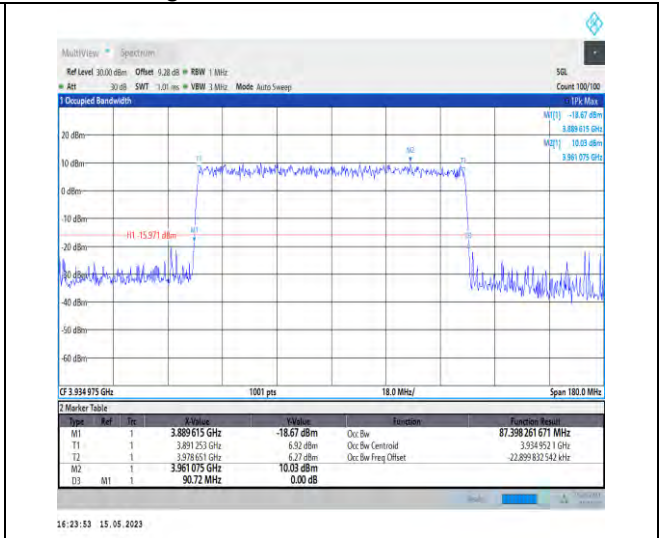 MultiView Spectrum
Ref Level 30.00 dBm Offset 9.28 dB RBW 1 MHz SGL
Att 30 dB SWT 1.01 ms VBW 3 MHz Mode Auto Sweep Count 100/100
1 Occupied Bandwidth 1Pk Max
M1[1] -18.67 dBm
3.889 615 GHz
M2[1] 10.03 dBm
3.961 075 GHz
20 dBm
M2
T1
10 dBm
0 dBm
-10 dBm
M1
H1 -15.971 dBm
-20 dBm
-30 dBm
-40 dBm
-50 dBm
-60 dBm
CF 3.934 975 GHz 1001 pts 18.0 MHz/ Span 180.0 MHz
2 Marker Table
Type Ref Trc X-Value Y-Value Function Function Result
M1 1 3.889 615 GHz -18.67 dBm Occ Bw 87.398 261 671 MHz
T1 1 3.891 253 GHz 6.92 dBm Occ Bw Centroid 3.934 952 1 GHz
T2 1 3.978 651 GHz 6.27 dBm Occ Bw Freq Offset -22.899 832 542 kHz
M2 1 3.961 075 GHz 10.03 dBm
D3 M1 1 90.72 MHz 0.00 dB
16:23:53 15.05.2023